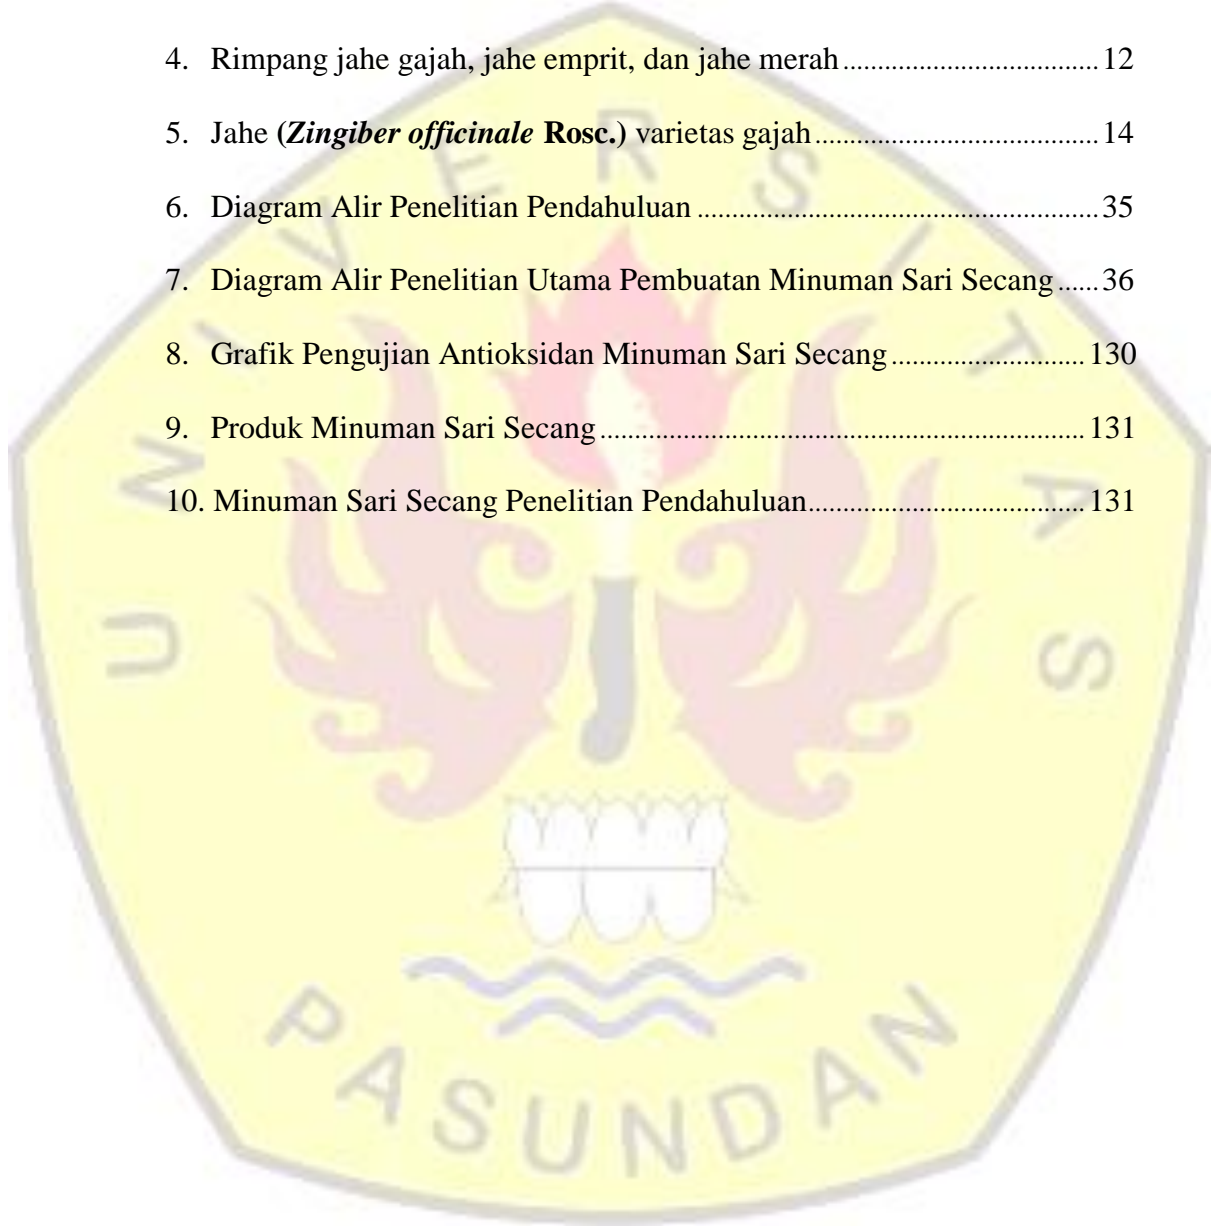 4. Rimpang jahe gajah, jahe emprit, dan jahe merah.................................12
5. Jahe (Zingiber officinale Rosc.) varietas gajah.....................................14
6. Diagram Alir Penelitian Pendahuluan....................................................35
7. Diagram Alir Penelitian Utama Pembuatan Minuman Sari Secang......36
8. Grafik Pengujian Antioksidan Minuman Sari Secang.........................130
9. Produk Minuman Sari Secang...............................................................131
10. Minuman Sari Secang Penelitian Pendahuluan....................................131
UNIVERSITAS
PASUNDAN